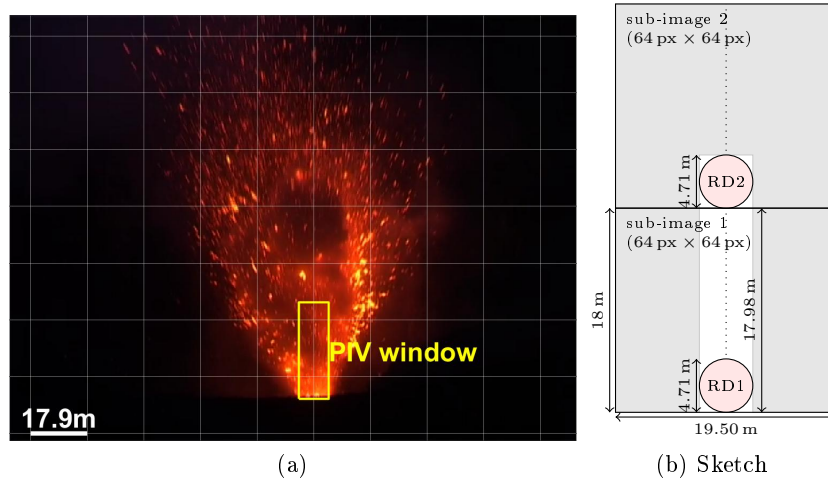 17.9m
PIV window
(a)
sub-image 2
(64 px × 64 px)
4.71 m
RD2
sub-image 1
(64 px × 64 px)
18 m
17.98 m
4.71 m
RD1
19.50 m
(b) Sketch